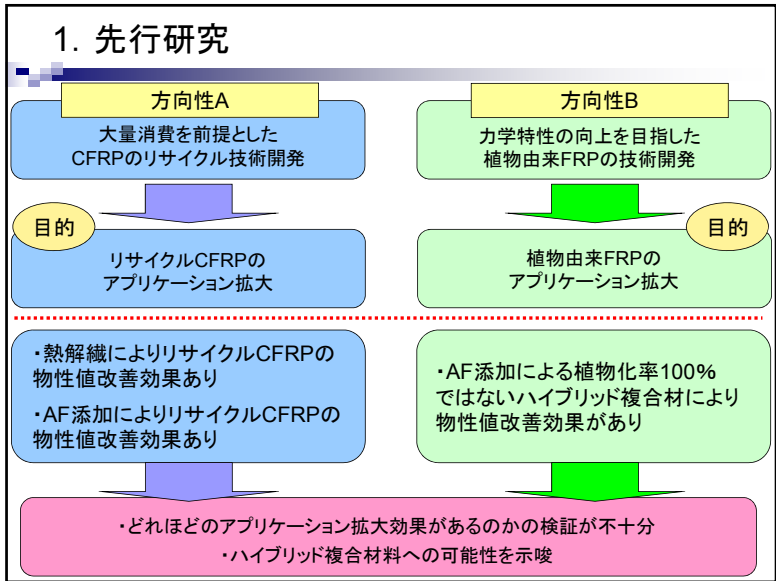 1. 先行研究
方向性A
大量消費を前提とした
CFRPのリサイクル技術開発
目的
リサイクルCFRPの
アプリケーション拡大
・熱解繊によりリサイクルCFRPの
物性値改善効果あり
・AF添加によりリサイクルCFRPの
物性値改善効果あり
方向性B
力学特性の向上を目指した
植物由来FRPの技術開発
目的
植物由来FRPの
アプリケーション拡大
・AF添加による植物化率100%
ではないハイブリッド複合材により
物性値改善効果があり
・どれほどのアプリケーション拡大効果があるのかの検証が不十分
・ハイブリッド複合材料への可能性を示唆